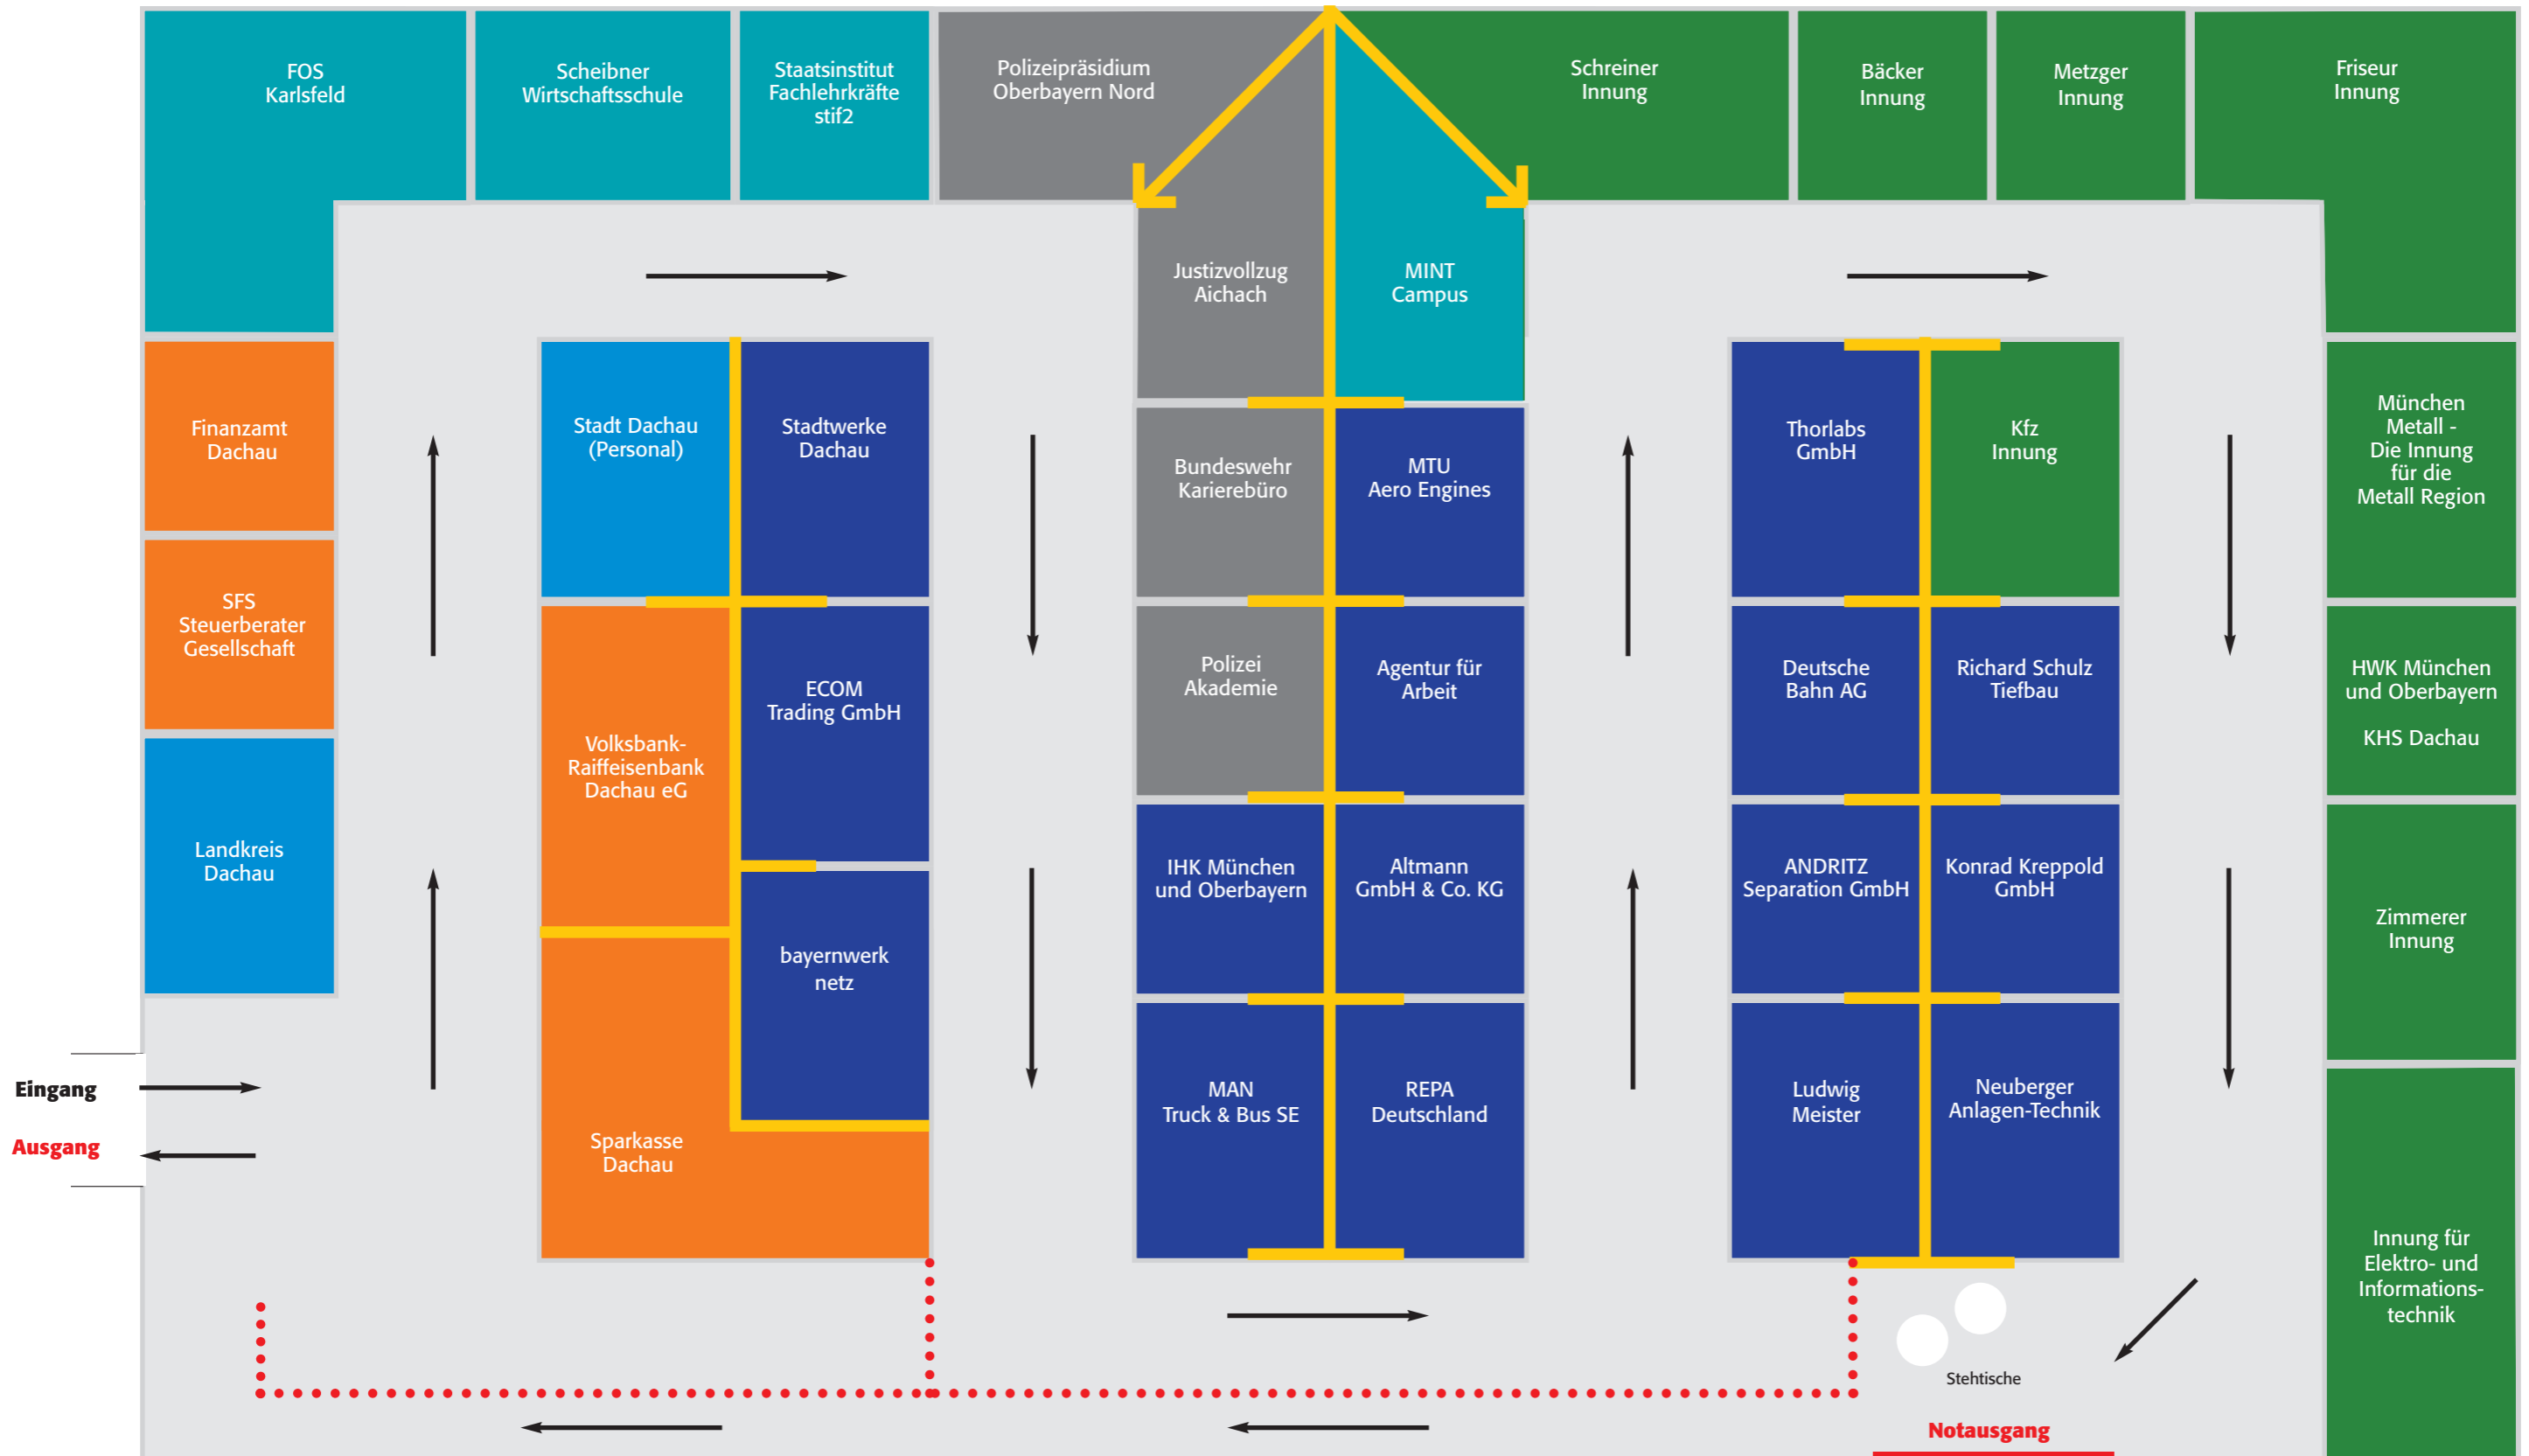 FOS
Karlsfeld
Scheibner
Wirtschaftsschule
Staatsinstitut
Fachlehrkräfte
stif2
Polizeipräsidium
Oberbayern Nord
Schreiner
Innung
Bäcker
Innung
Metzger
Innung
Friseur
Innung
Justizvollzug
Aichach
MINT
Campus
Finanzamt
Dachau
Stadt Dachau
(Personal)
Stadtwerke
Dachau
Bundeswehr
Karierebüro
MTU
Aero Engines
Thorlabs
GmbH
Kfz
Innung
München
Metall -
Die Innung
für die
Metall Region
SFS
Steuerberater
Gesellschaft
Volksbank-
Raiffeisenbank
Dachau eG
ECOM
Trading GmbH
Polizei
Akademie
Agentur für
Arbeit
Deutsche
Bahn AG
Richard Schulz
Tiefbau
HWK München
und Oberbayern
KHS Dachau
Landkreis
Dachau
bayernwerk
netz
IHK München
und Oberbayern
Altmann
GmbH & Co. KG
ANDRITZ
Separation GmbH
Konrad Kreppold
GmbH
Zimmerer
Innung
Eingang
Ausgang
Sparkasse
Dachau
MAN
Truck & Bus SE
REPA
Deutschland
Ludwig
Meister
Neuberger
Anlagen-Technik
Innung für
Elektro- und
Informations-
technik
Stehtische
Notausgang